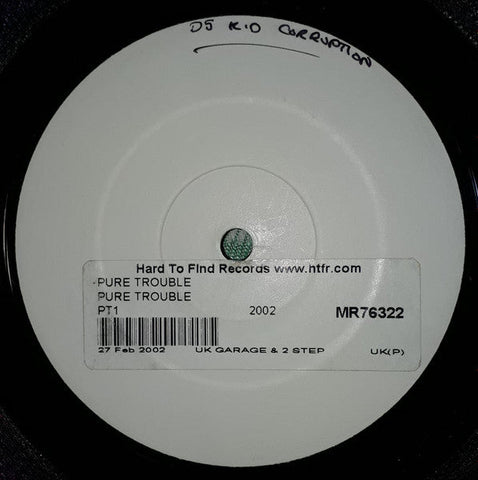 DJ K.O CORRUPTION
Hard To Find Records www.htfr.com
PURE TROUBLE
PURE TROUBLE
PT1 2002 MR76322
27 Feb 2002 UK GARAGE & 2 STEP UK(P)